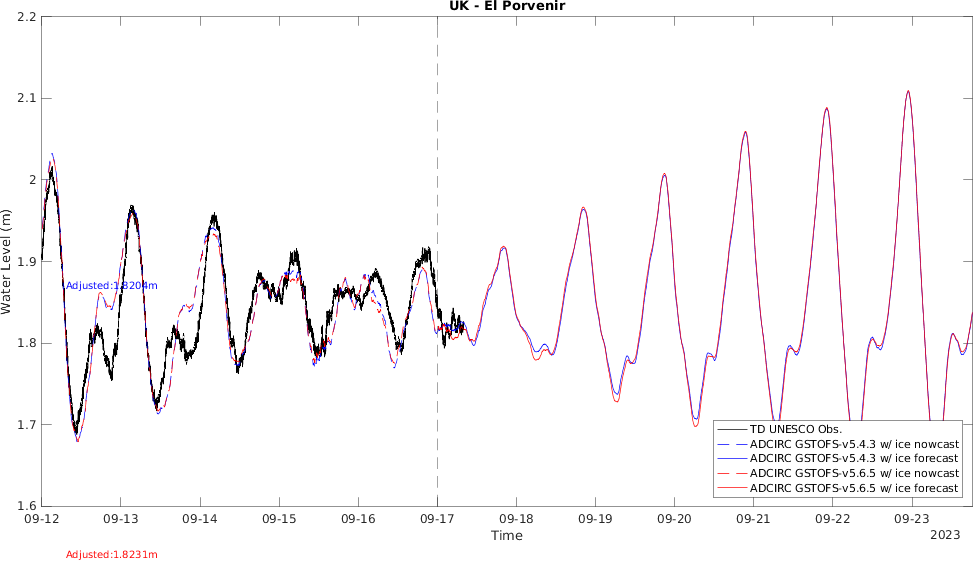 UK - El Porvenir
2.2
2.1
2
1.9
1.8
1.7
1.6
Water Level (m)
Adjusted:1.8204m
TD UNESCO Obs.
ADCIRC GSTOFS-v5.4.3 w/ ice nowcast
ADCIRC GSTOFS-v5.4.3 w/ ice forecast
ADCIRC GSTOFS-v5.6.5 w/ ice nowcast
ADCIRC GSTOFS-v5.6.5 w/ ice forecast
09-12 09-13 09-14 09-15 09-16 09-17 09-18 09-19 09-20 09-21 09-22 09-23
Time
2023
Adjusted:1.8231m